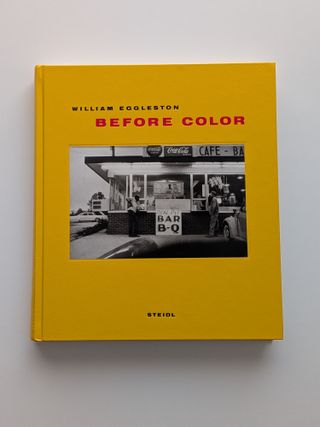 WILLIAM EGGLESTON
BEFORE COLOR
Coca-Cola
CAFE - BA
BAR
B-Q
STEIDL